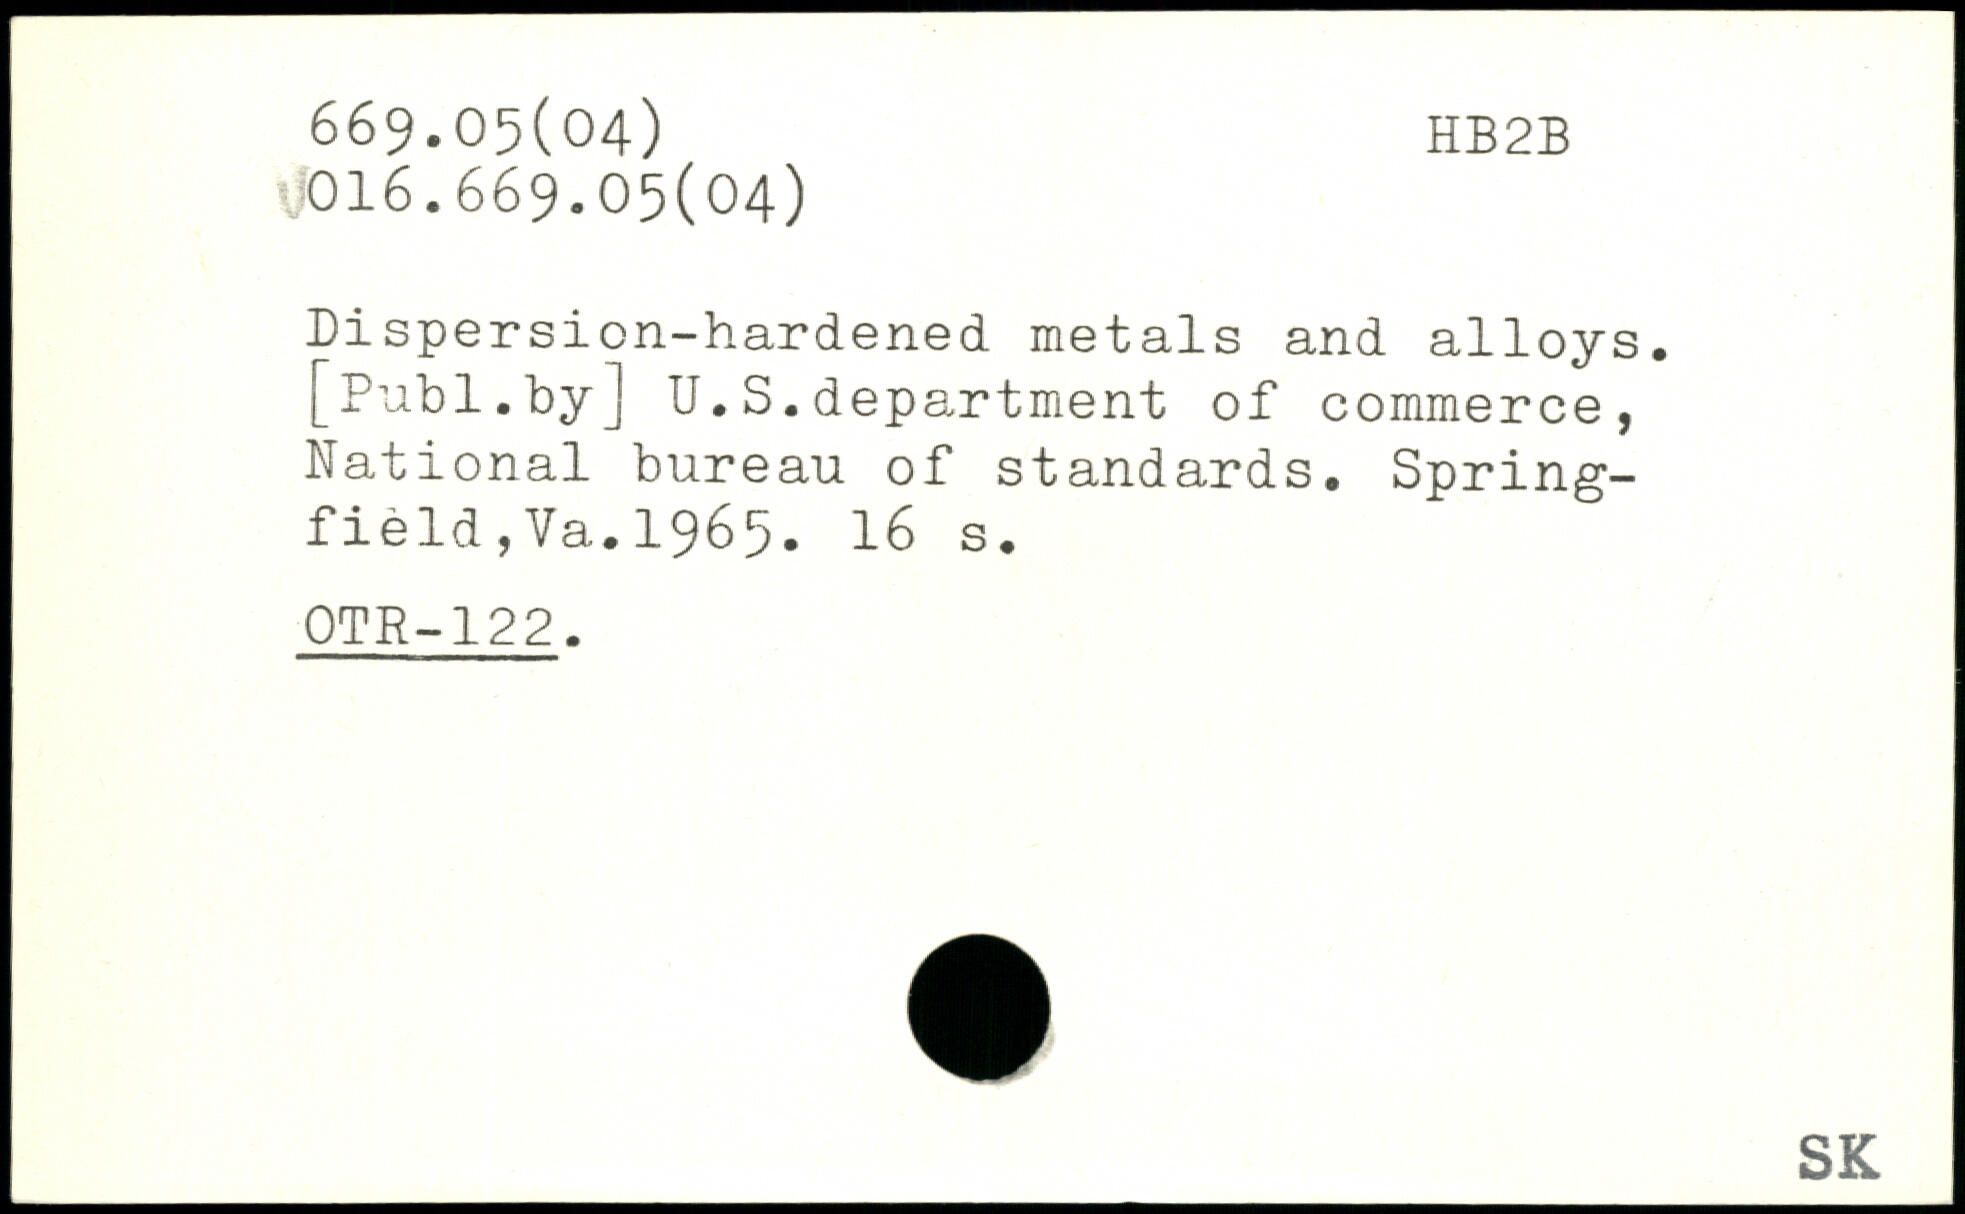 669.05(04)
HB2B
016.669.05(04)
Dispersion-hardened metals and alloys.
[Publ.by] U.S.department of commerce,
National bureau of standards. Spring-
field,Va.1965. 16 s.
OTR-122.
SK